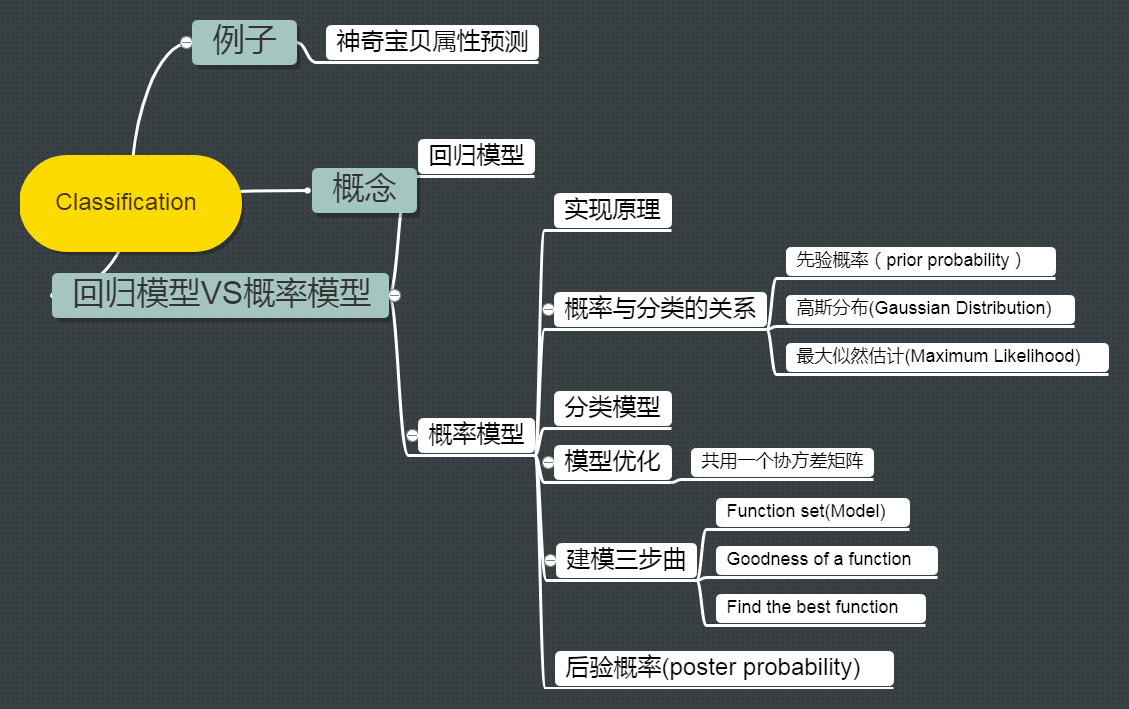 例子
神奇宝贝属性预测
Classification
概念
回归模型
回归模型VS概率模型
概率模型
实现原理
概率与分类的关系
先验概率（prior probability）
高斯分布(Gaussian Distribution)
最大似然估计(Maximum Likelihood)
分类模型
模型优化
共用一个协方差矩阵
建模三步曲
Function set(Model)
Goodness of a function
Find the best function
后验概率(poster probability)